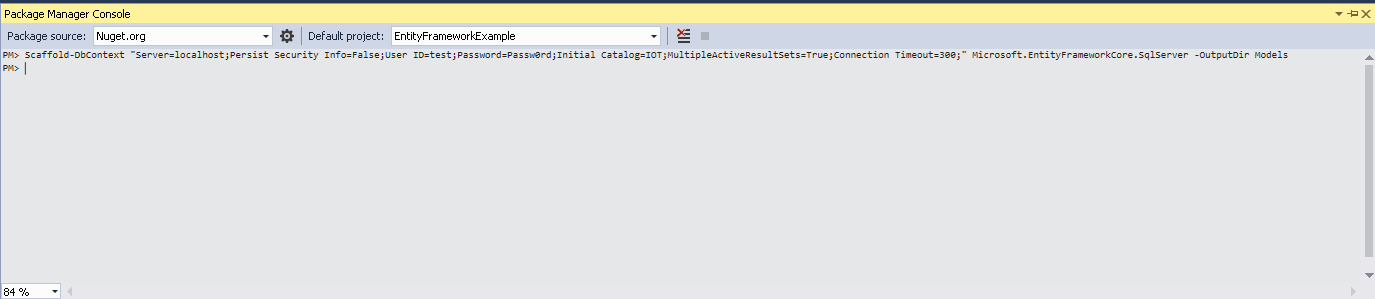 Package Manager Console
Package source: Nuget.org Default project: EntityFrameworkExample
PM> Scaffold-DbContext "Server=localhost;Persist Security Info=False;User ID=test;Password=Passw0rd;Initial Catalog=IOT;MultipleActiveResultSets=True;Connection Timeout=300;" Microsoft.EntityFrameworkCore.SqlServer -OutputDir Models
PM>
84 %